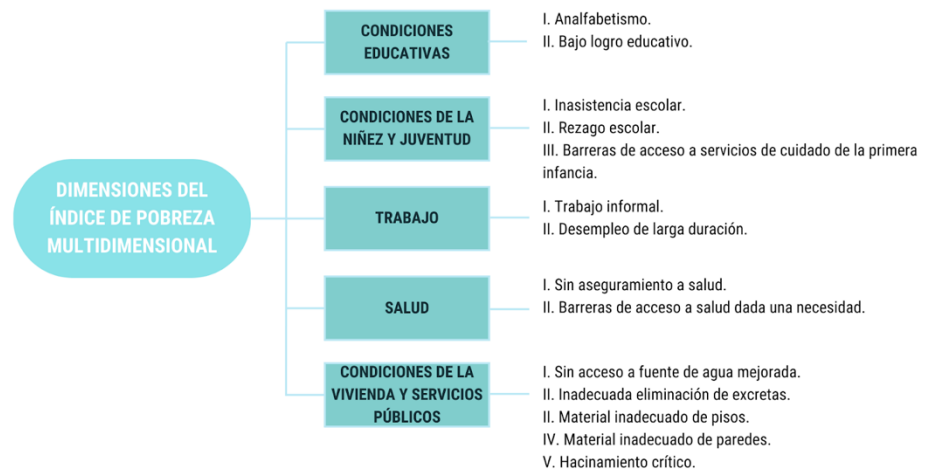 DIMENSIONES DEL
ÍNDICE DE POBREZA
MULTIDIMENSIONAL
CONDICIONES
EDUCATIVAS
I. Analfabetismo.
II. Bajo logro educativo.
CONDICIONES DE LA
NIÑEZ Y JUVENTUD
I. Inasistencia escolar.
II. Rezago escolar.
III. Barreras de acceso a servicios de cuidado de la primera
infancia.
TRABAJO
I. Trabajo informal.
II. Desempleo de larga duración.
SALUD
I. Sin aseguramiento a salud.
II. Barreras de acceso a salud dada una necesidad.
CONDICIONES DE LA
VIVIENDA Y SERVICIOS
PÚBLICOS
I. Sin acceso a fuente de agua mejorada.
II. Inadecuada eliminación de excretas.
II. Material inadecuado de pisos.
IV. Material inadecuado de paredes.
V. Hacinamiento crítico.